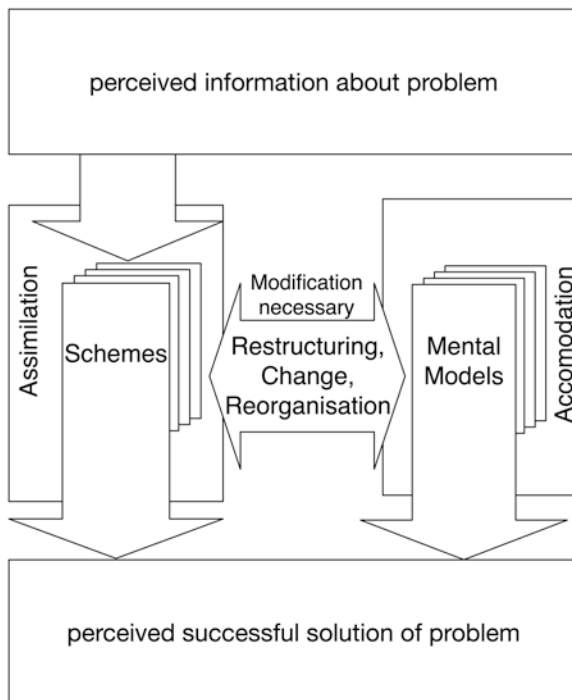 perceived information about problem
Assimilation
Schemes
Modification
necessary
Restructuring,
Change,
Reorganisation
Mental
Models
Accomodation
perceived successful solution of problem